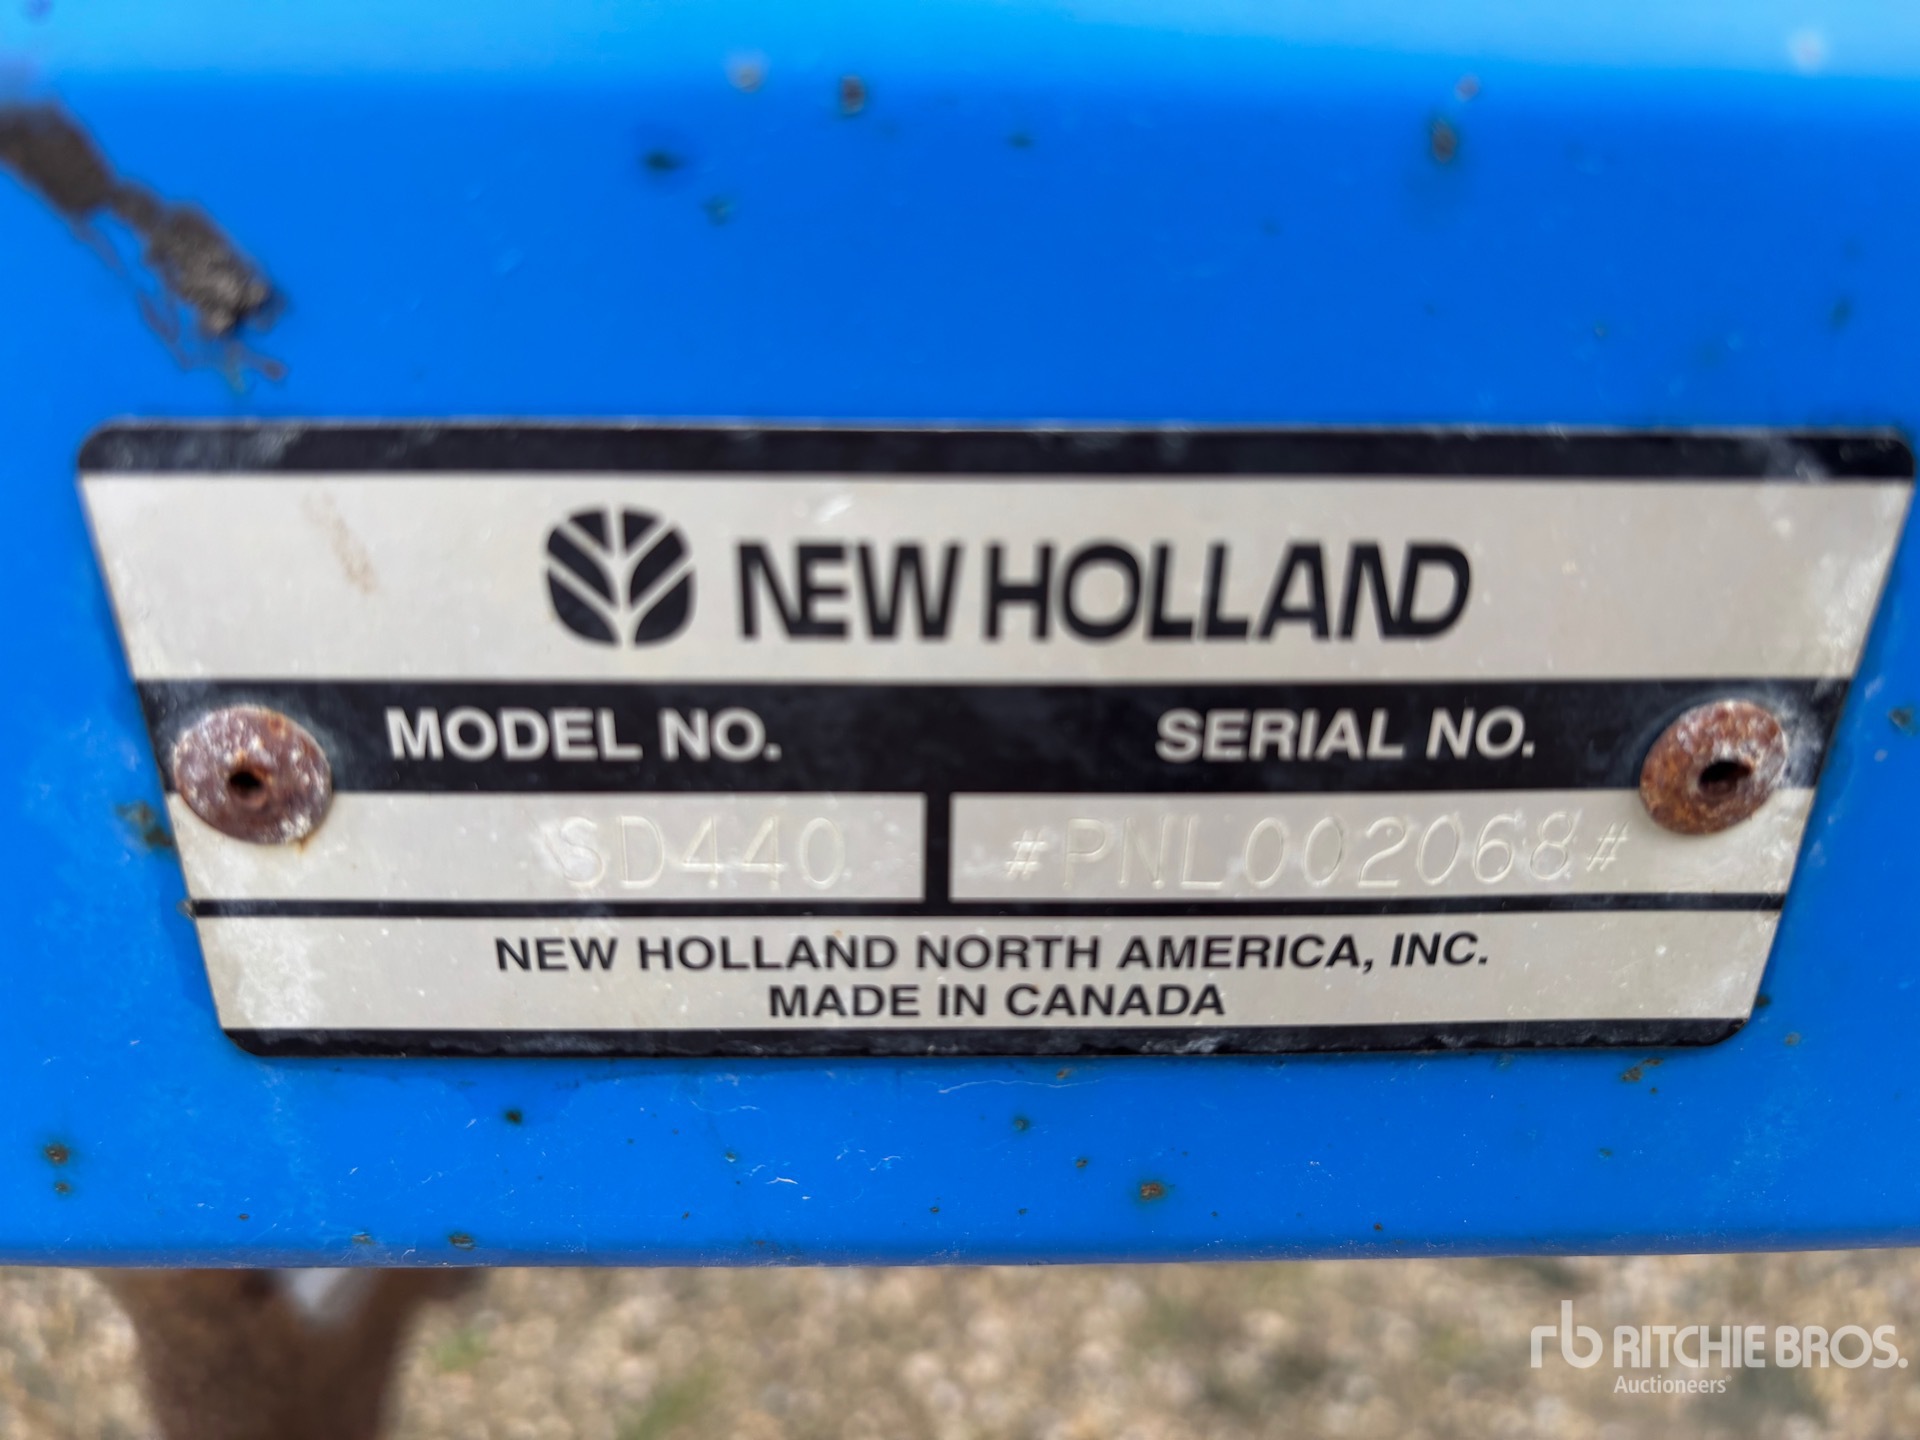 NEW HOLLAND
MODEL NO. SERIAL NO.
SD440 #PNL002068#
NEW HOLLAND NORTH AMERICA, INC.
MADE IN CANADA
rb RITCHIE BROS.
Auctioneers